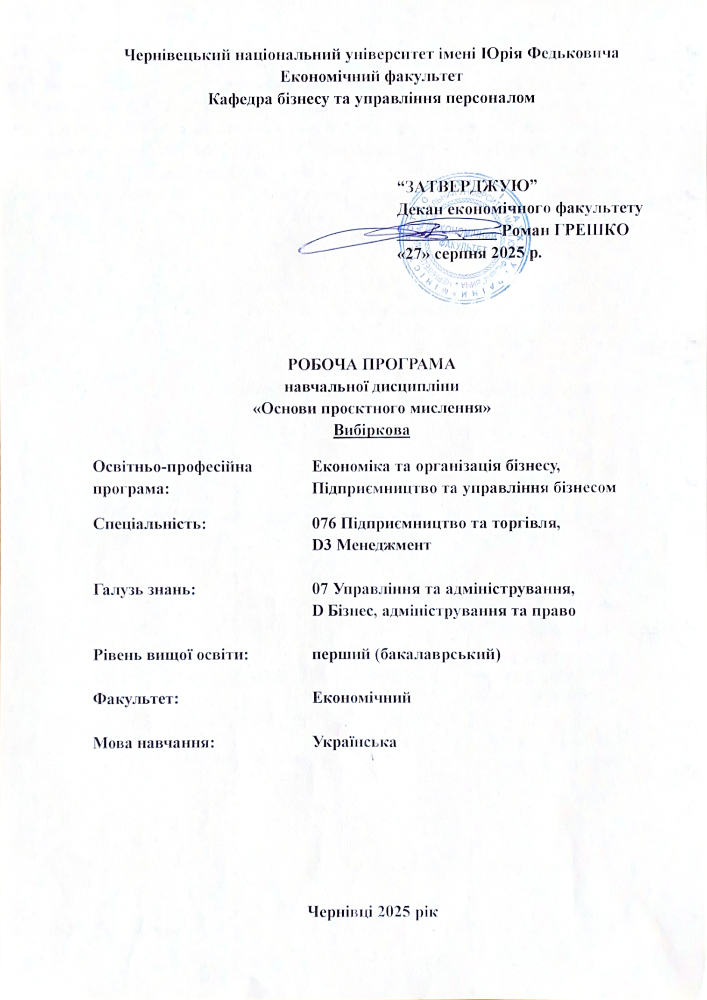 Чернівецький національний університет імені Юрія Федьковича
Економічний факультет
Кафедра бізнесу та управління персоналом
“ЗАТВЕРДЖУЮ”
Декан економічного факультету
Роман ГРЕШКО
«27» серпня 2025 р.
ЕКОНОМІЧНИЙ
ФАКУЛЬТЕТ
РОБОЧА ПРОГРАМА
навчальної дисципліни
«Основи проєктного мислення»
Вибіркова
Освітньо-професійна програма:
Економіка та організація бізнесу,
Підприємництво та управління бізнесом
Спеціальність:
076 Підприємництво та торгівля,
D3 Менеджмент
Галузь знань:
07 Управління та адміністрування,
D Бізнес, адміністрування та право
Рівень вищої освіти:
перший (бакалаврський)
Факультет:
Економічний
Мова навчання:
Українська
Чернівці 2025 рік